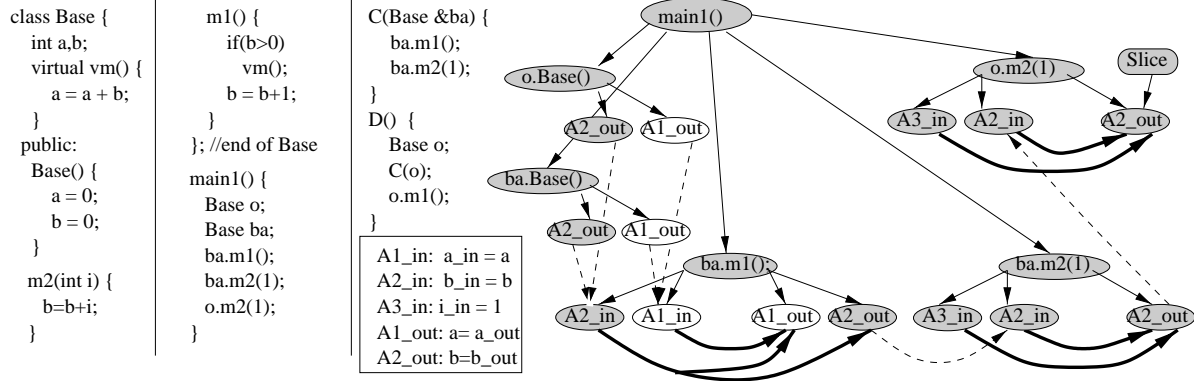 class Base {
int a,b;
virtual vm() {
a = a + b;
}
public:
Base() {
a = 0;
b = 0;
}
m2(int i) {
b=b+i;
}
m1() {
if(b>0)
vm();
b = b+1;
}
}; //end of Base
main1() {
Base o;
Base ba;
ba.m1();
ba.m2(1);
o.m2(1);
}
C(Base &ba) {
ba.m1();
ba.m2(1);
}
D() {
Base o;
C(o);
o.m1();
}
A1_in: a_in = a
A2_in: b_in = b
A3_in: i_in = 1
A1_out: a= a_out
A2_out: b=b_out
main1()
o.Base()
o.m2(1)
Slice
A2_out
A1_out
A3_in
A2_in
A2_out
ba.Base()
A2_out
A1_out
ba.m1();
ba.m2(1)
A2_in
A1_in
A1_out
A2_out
A3_in
A2_in
A2_out